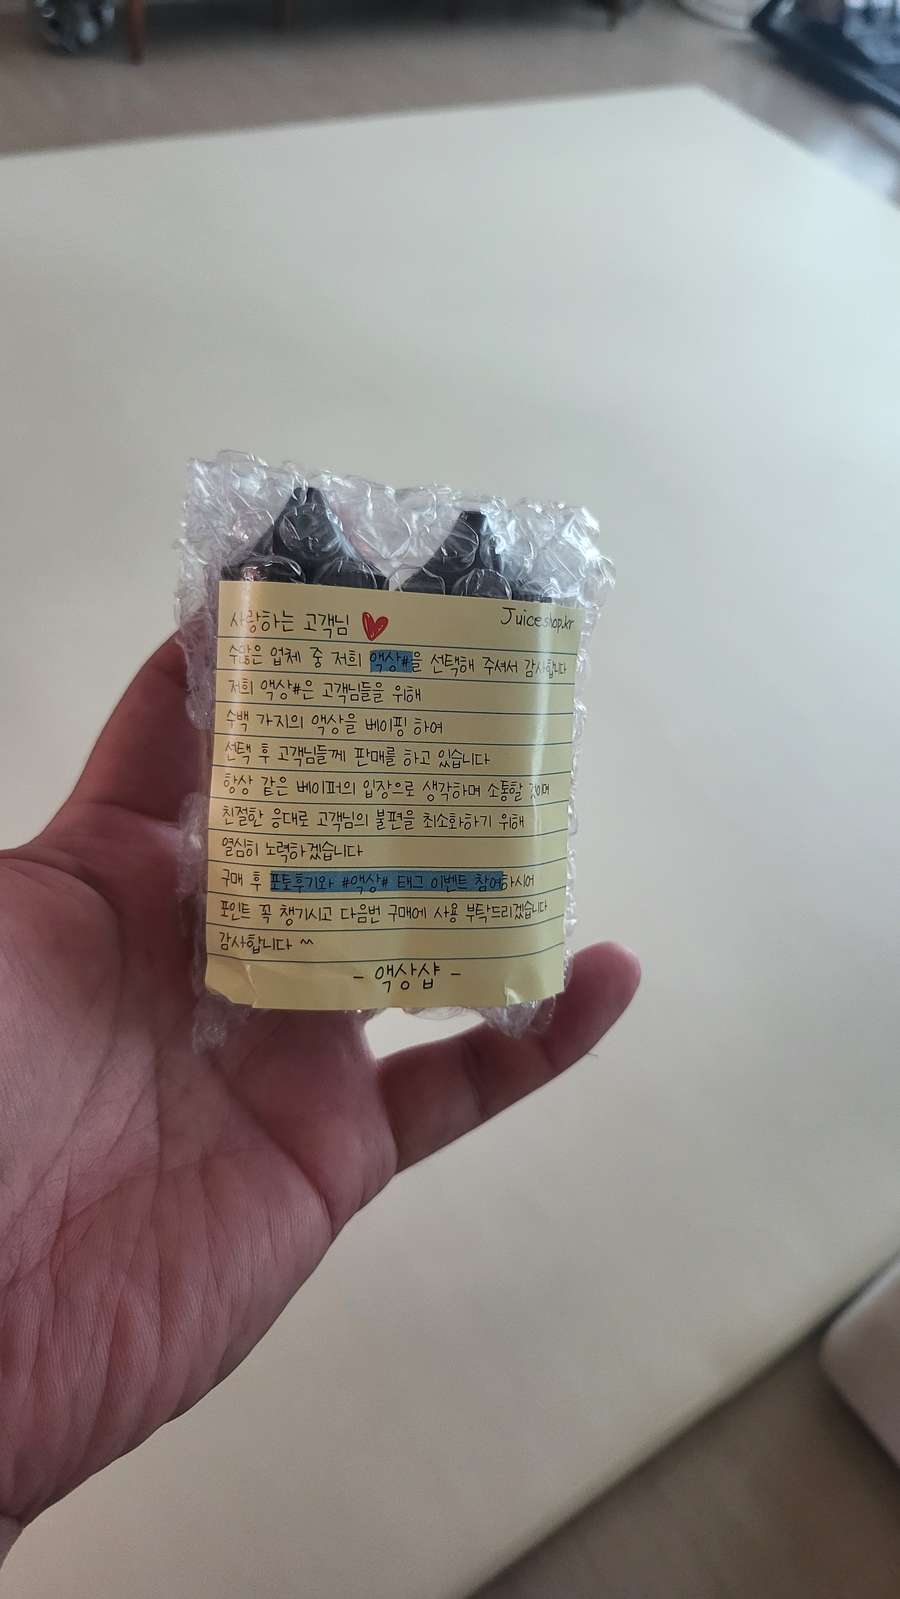 사랑하는 고객님
Juiceshop.kr
수많은 업체 중 저희 액상#을 선택해 주셔서 감사합니다
저희 액상#은 고객님들을 위해
수백 가지의 액상을 베이핑 하여
선택 후 고객님들께 판매를 하고 있습니다
항상 같은 베이퍼의 입장으로 생각하며 소통할 것이며
친절한 응대로 고객님의 불편을 최소화하기 위해
열심히 노력하겠습니다
구매 후 포토후기와 #액상# 태그 이벤트 참여하시어
포인트 꼭 챙기시고 다음번 구매에 사용 부탁드리겠습니다
감사합니다 ^^
- 액상샵 -